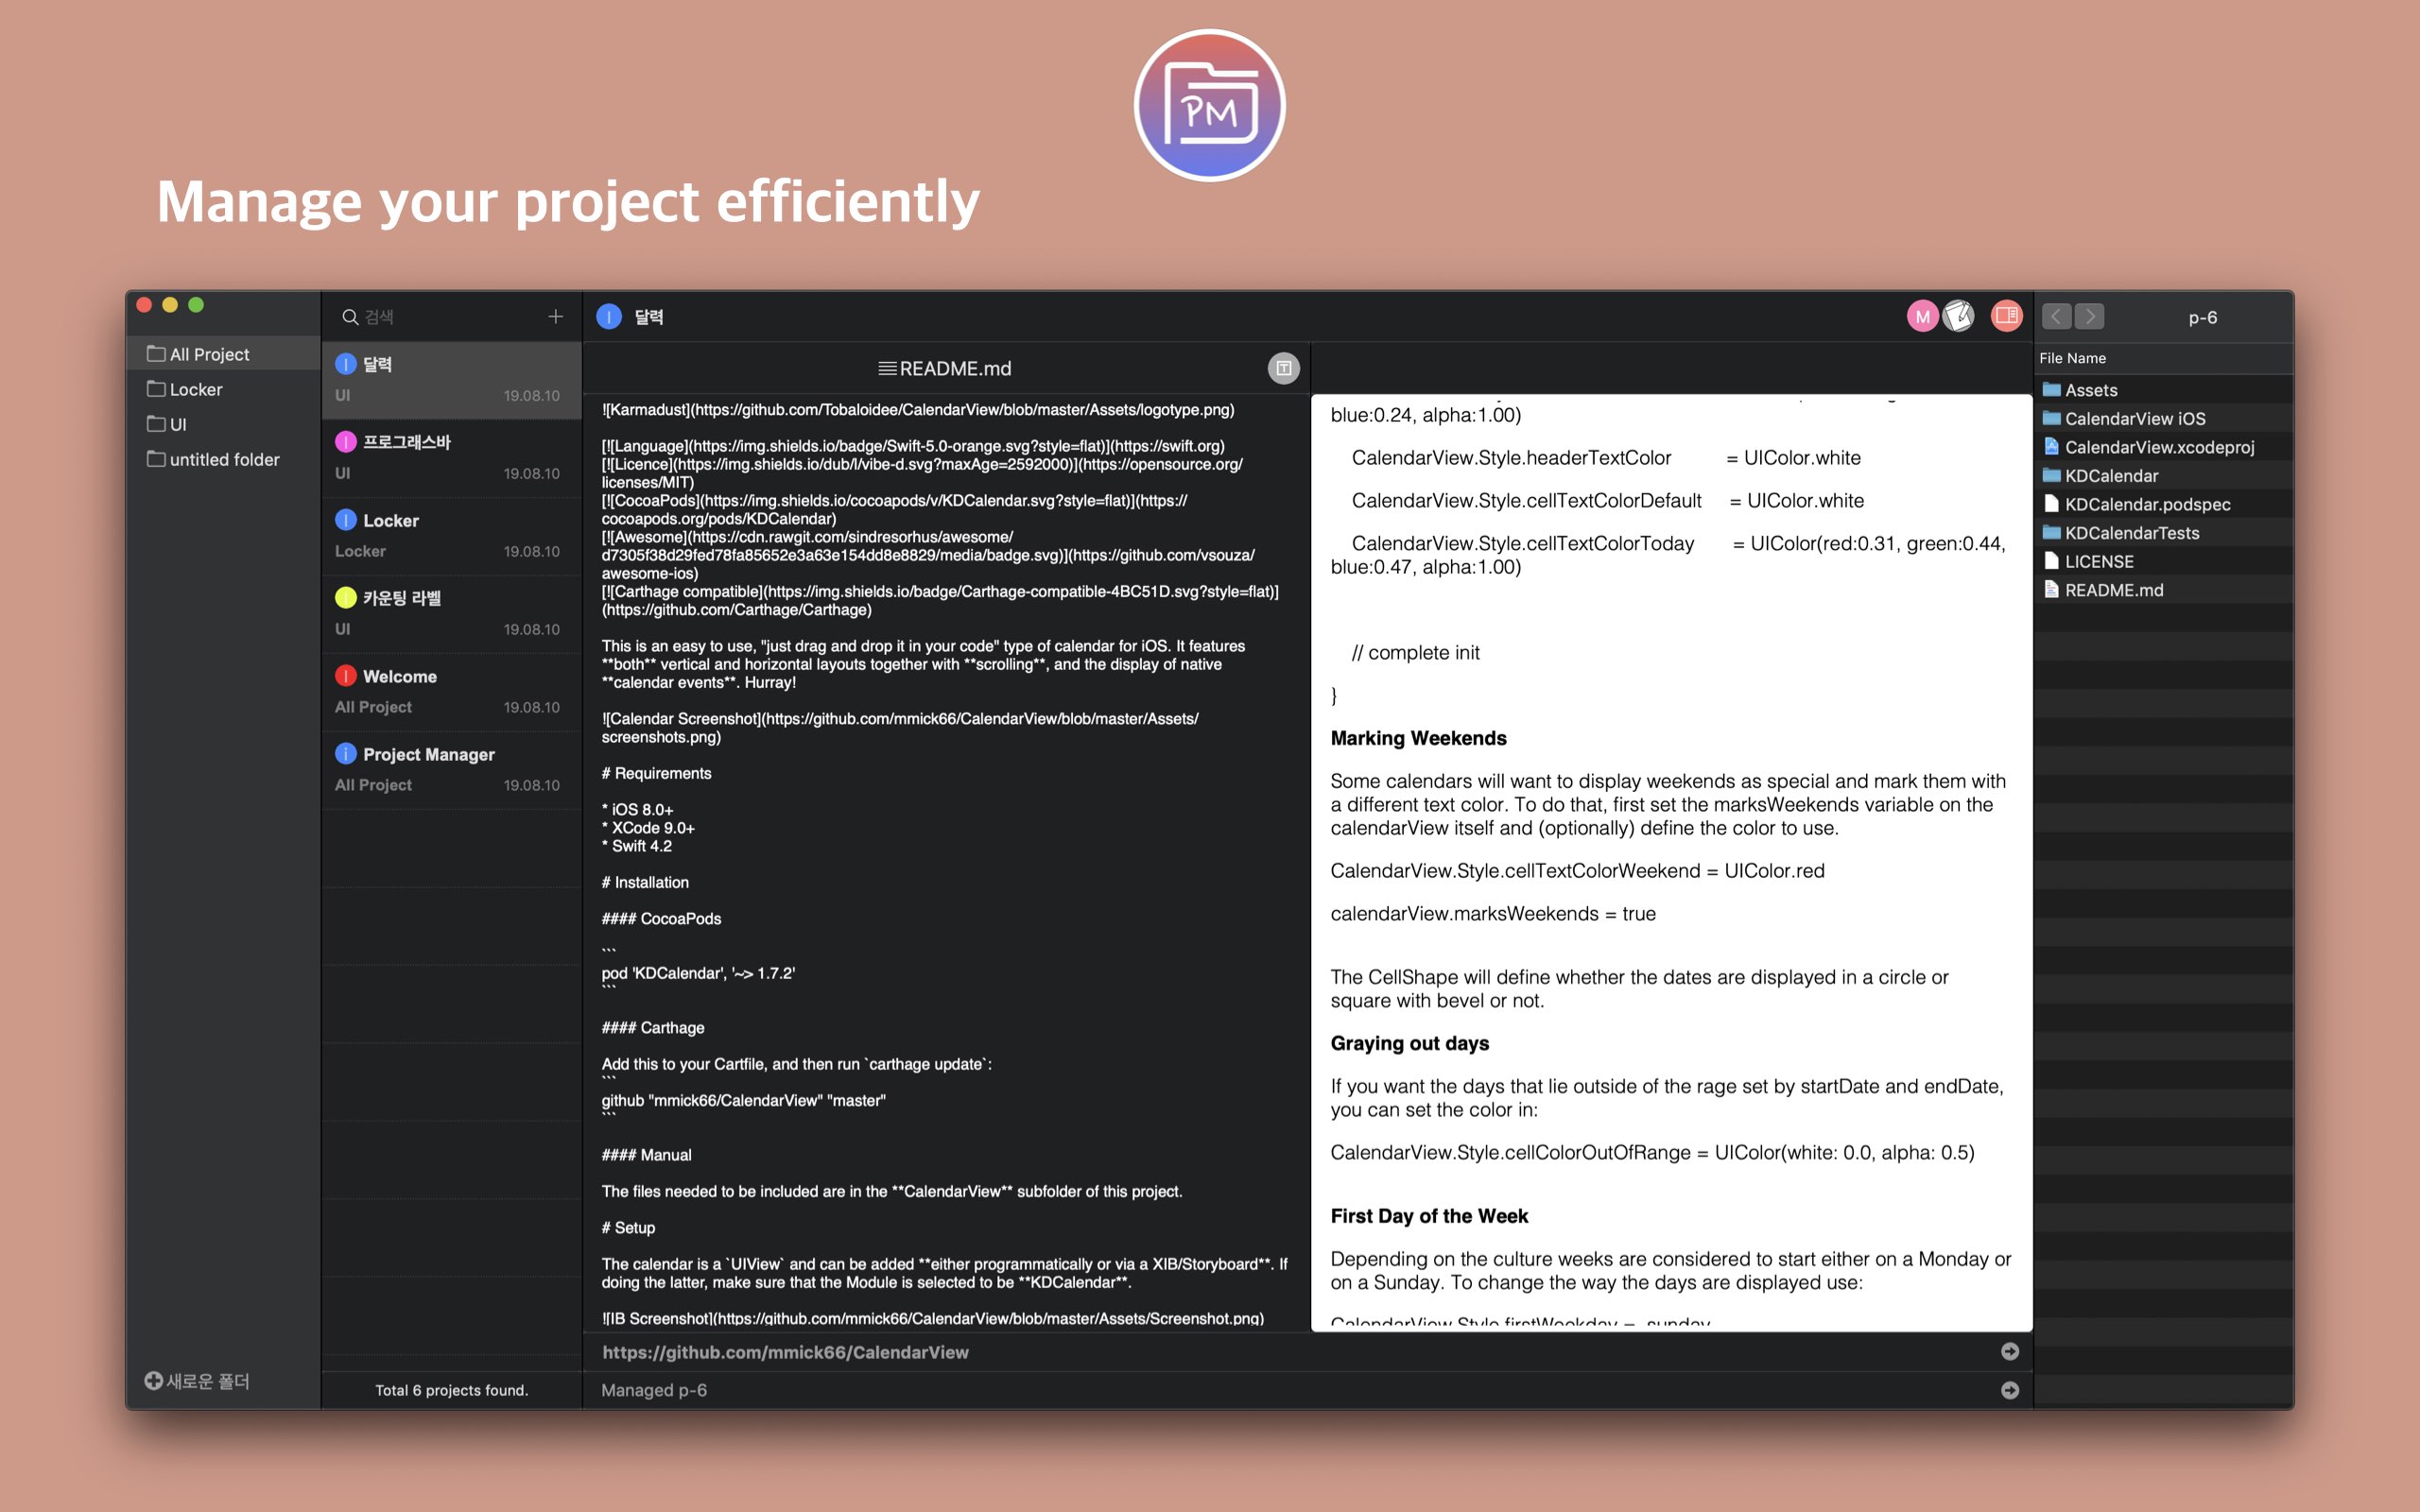 PM
Manage your project efficiently
All Project
Locker
UI
untitled folder
새로운 폴더
검색
달력
UI 19.08.10
프로그래스바
UI 19.08.10
Locker
Locker 19.08.10
카운팅 라벨
UI 19.08.10
Welcome
All Project 19.08.10
Project Manager
All Project 19.08.10
Total 6 projects found.
달력
M
README.md
![Karmadust](https://github.com/Tobaloidee/CalendarView/blob/master/Assets/logotype.png)
[![Language](https://img.shields.io/badge/Swift-5.0-orange.svg?style=flat)](https://swift.org)
[![Licence](https://img.shields.io/dub/l/vibe-d.svg?maxAge=2592000)](https://opensource.org/
licenses/MIT)
[![CocoaPods](https://img.shields.io/cocoapods/v/KDCalendar.svg?style=flat)](https://
cocoapods.org/pods/KDCalendar)
[![Awesome](https://cdn.rawgit.com/sindresorhus/awesome/
d7305f38d29fed78fa85652e3a63e154dd8e8829/media/badge.svg)](https://github.com/vsouza/
awesome-ios)
[![Carthage compatible](https://img.shields.io/badge/Carthage-compatible-4BC51D.svg?style=flat)]
(https://github.com/Carthage/Carthage)
This is an easy to use, "just drag and drop it in your code" type of calendar for iOS. It features
**both** vertical and horizontal layouts together with **scrolling**, and the display of native
**calendar events**. Hurray!
![Calendar Screenshot](https://github.com/mmick66/CalendarView/blob/master/Assets/
screenshots.png)
# Requirements
* iOS 8.0+
* XCode 9.0+
* Swift 4.2
# Installation
#### CocoaPods
```
pod 'KDCalendar', '~> 1.7.2'
```
#### Carthage
Add this to your Cartfile, and then run `carthage update`:
```
github "mmick66/CalendarView" "master"
```
#### Manual
The files needed to be included are in the **CalendarView** subfolder of this project.
# Setup
The calendar is a `UIView` and can be added **either programmatically or via a XIB/Storyboard**. If
doing the latter, make sure that the Module is selected to be **KDCalendar**.
![IB Screenshot](https://github.com/mmick66/CalendarView/blob/master/Assets/Screenshot.png)
blue:0.24, alpha:1.00)
CalendarView.Style.headerTextColor = UIColor.white
CalendarView.Style.cellTextColorDefault = UIColor.white
CalendarView.Style.cellTextColorToday = UIColor(red:0.31, green:0.44,
blue:0.47, alpha:1.00)
// complete init
}
Marking Weekends
Some calendars will want to display weekends as special and mark them with
a different text color. To do that, first set the marksWeekends variable on the
calendarView itself and (optionally) define the color to use.
CalendarView.Style.cellTextColorWeekend = UIColor.red
calendarView.marksWeekends = true
The CellShape will define whether the dates are displayed in a circle or
square with bevel or not.
Graying out days
If you want the days that lie outside of the rage set by startDate and endDate,
you can set the color in:
CalendarView.Style.cellColorOutOfRange = UIColor(white: 0.0, alpha: 0.5)
First Day of the Week
Depending on the culture weeks are considered to start either on a Monday or
on a Sunday. To change the way the days are displayed use:
CalendarView.Style.firstWeekday = .sunday
https://github.com/mmick66/CalendarView
Managed p-6
p-6
File Name
Assets
CalendarView iOS
CalendarView.xcodeproj
KDCalendar
KDCalendar.podspec
KDCalendarTests
LICENSE
README.md